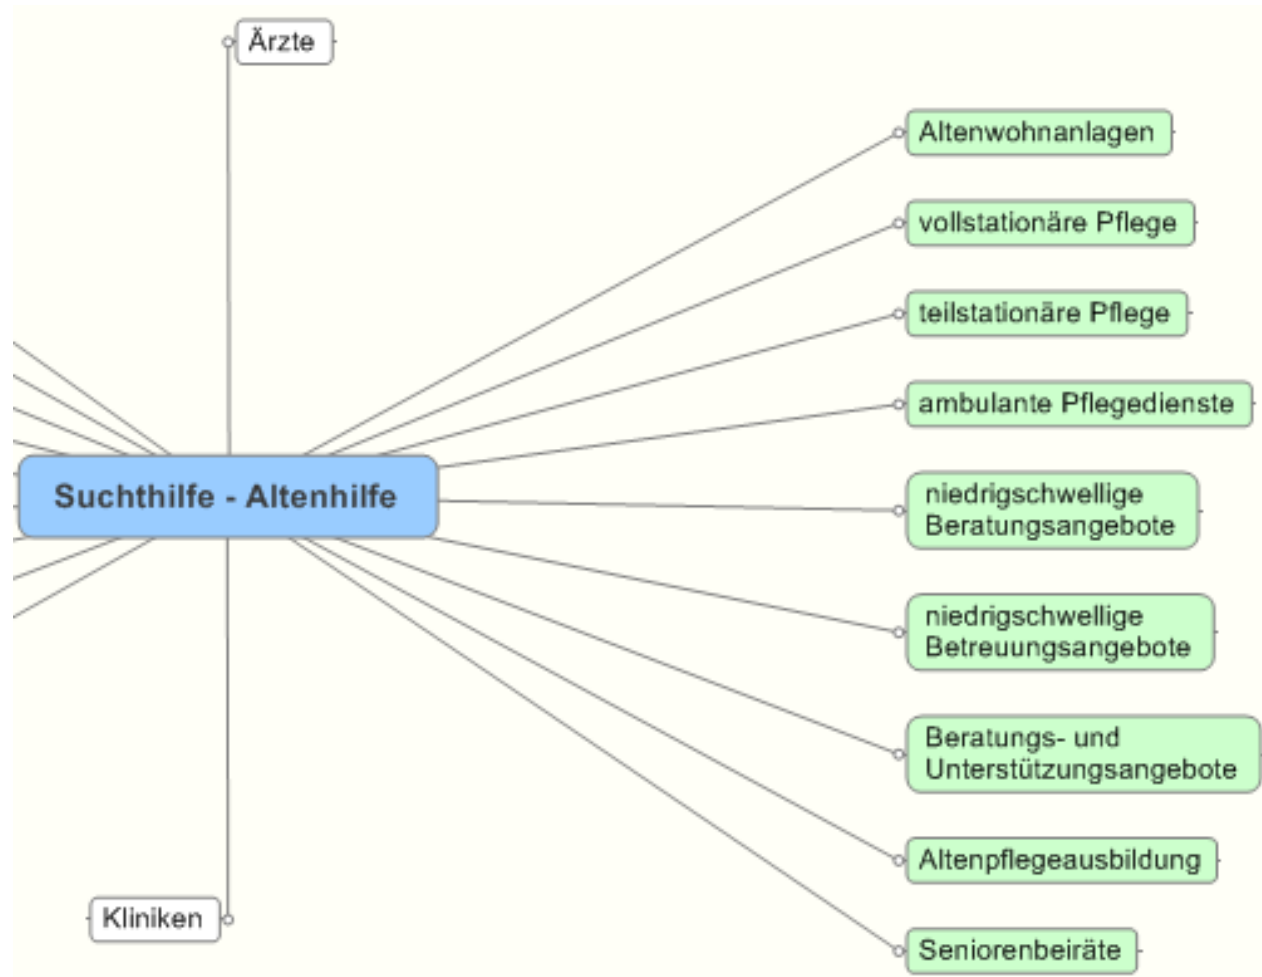 Ärzte
Altenwohnanlagen
vollstationäre Pflege
teilstationäre Pflege
ambulante Pflegedienste
Suchthilfe - Altenhilfe
niedrigschwellige
Beratungsangebote
niedrigschwellige
Betreuungsangebote
Beratungs- und
Unterstützungsangebote
Altenpflegeausbildung
Kliniken
Seniorenbeiräte